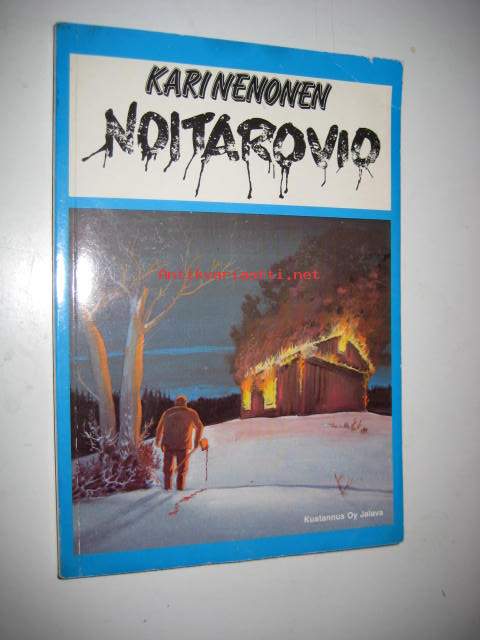 KARI NENONEN
NOITAROVIO
Antikvariaatti.net
Kustannus Oy Jalava